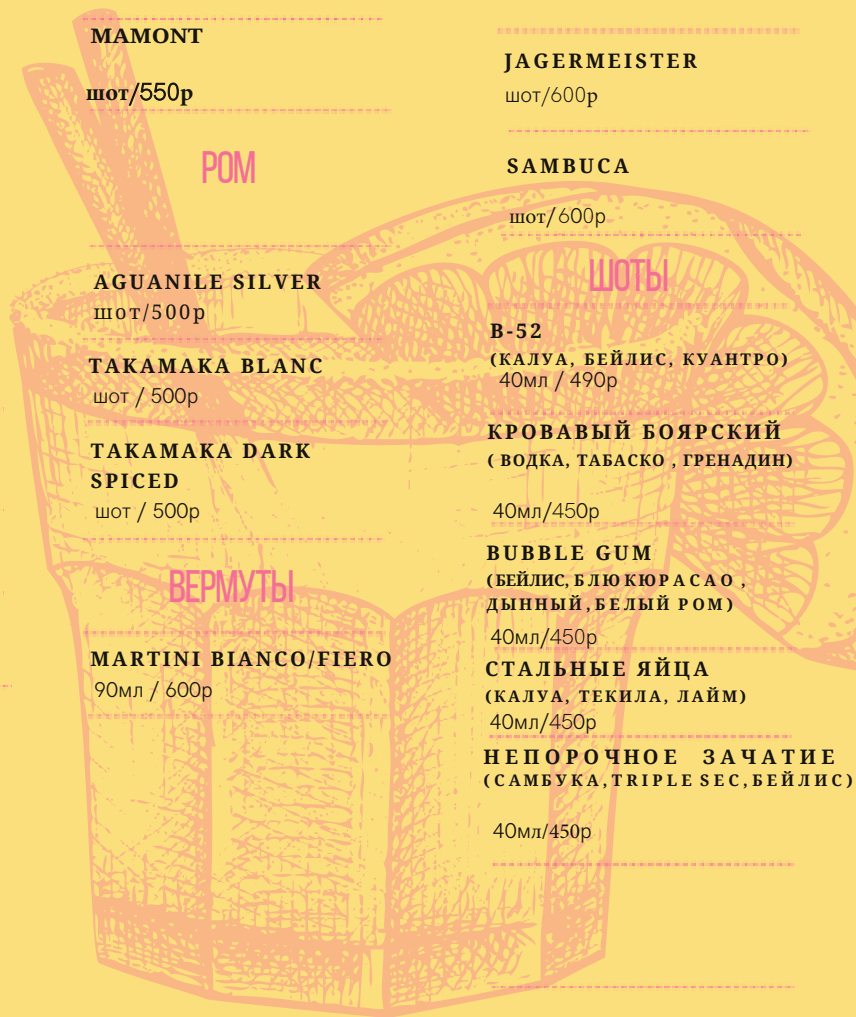 MAMONT
шот/550р
РОМ
AGUANILE SILVER
шот/500р
TAKAMAKA BLANC
шот / 500р
TAKAMAKA DARK
SPICED
шот / 500р
ВЕРМУТЫ
MARTINI BIANCO/FIERO
90мл / 600р
JAGERMEISTER
шот/600р
SAMBUCA
шот/600р
ШОТЫ
B-52
(КАЛУА, БЕЙЛИС, КУАНТРО)
40мл / 490р
КРОВАВЫЙ БОЯРСКИЙ
( ВОДКА, ТАБАСКО , ГРЕНАДИН)
40мл/450р
BUBBLE GUM
(БЕЙЛИС, БЛЮ КЮРАСАО ,
ДЫННЫЙ, БЕЛЫЙ РОМ)
40мл/450р
СТАЛЬНЫЕ ЯЙЦА
(КАЛУА, ТЕКИЛА, ЛАЙМ)
40мл/450р
НЕПОРОЧНОЕ ЗАЧАТИЕ
(САМБУКА, TRIPLE SEC, БЕЙЛИС)
40мл/450р